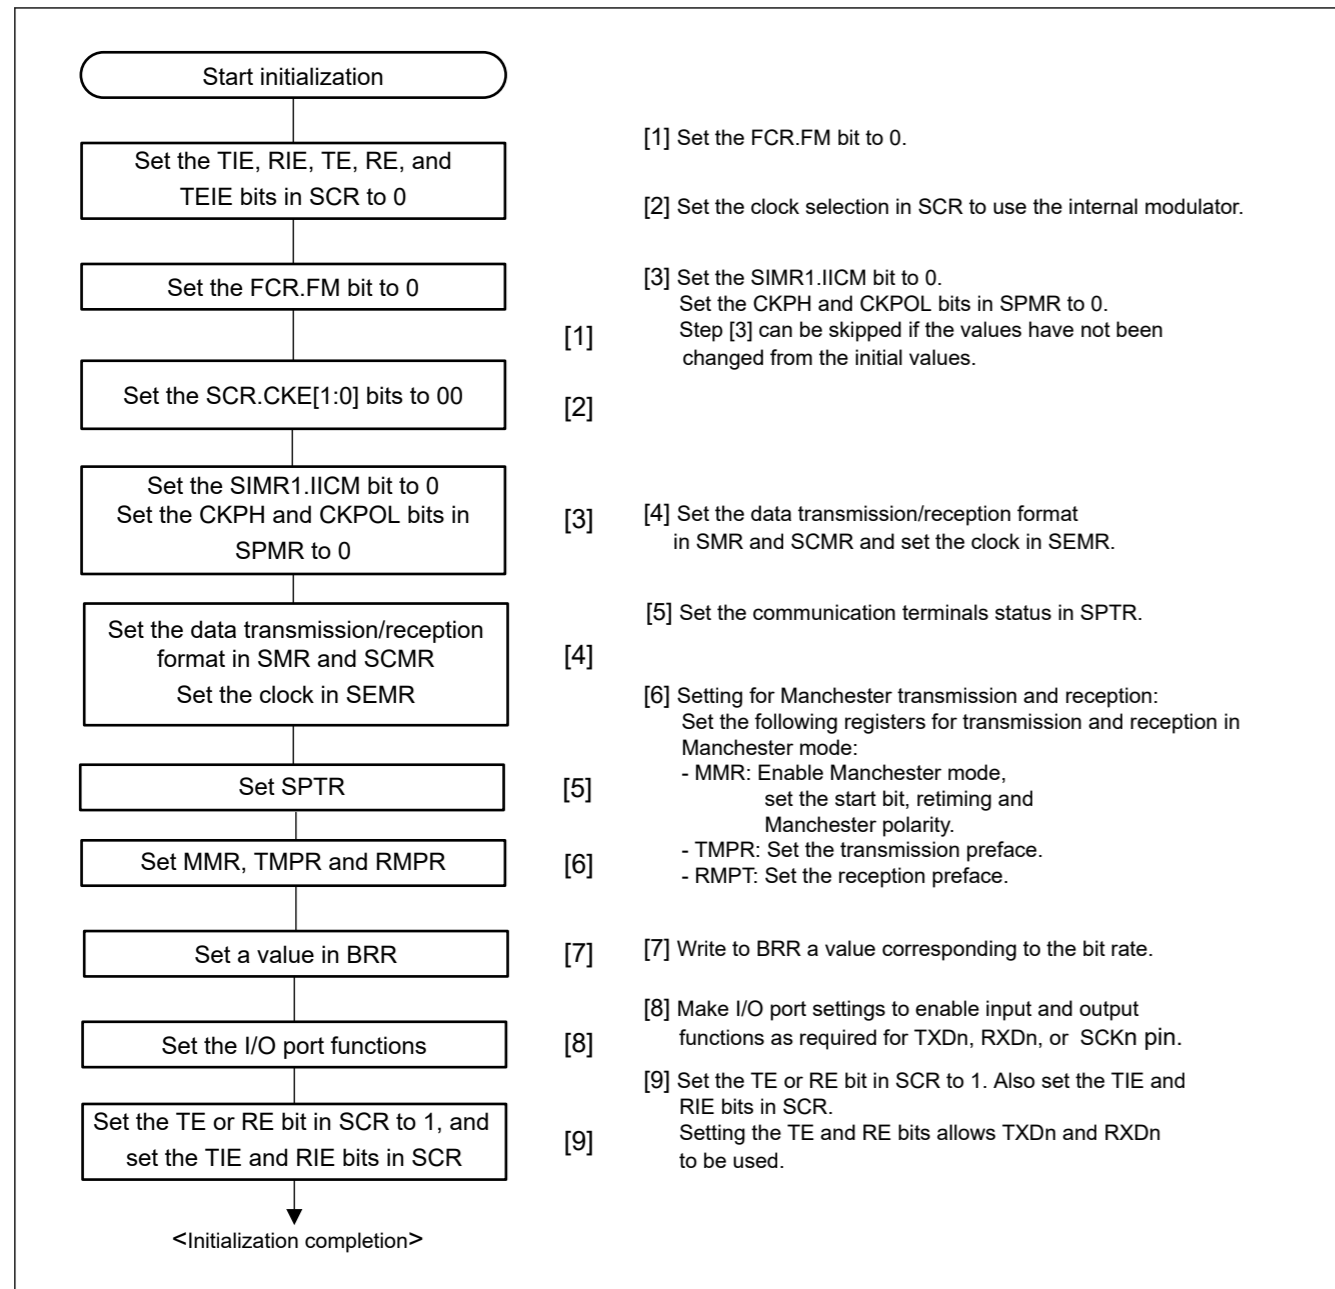 Start initialization
Set the TIE, RIE, TE, RE, and
TEIE bits in SCR to 0
Set the FCR.FM bit to 0
[1]
Set the SCR.CKE[1:0] bits to 00
[2]
Set the SIMR1.IICM bit to 0
Set the CKPH and CKPOL bits in
SPMR to 0
[3]
Set the data transmission/reception
format in SMR and SCMR
Set the clock in SEMR
[4]
Set SPTR
[5]
Set MMR, TMPR and RMPR
[6]
Set a value in BRR
[7]
Set the I/O port functions
[8]
Set the TE or RE bit in SCR to 1, and
set the TIE and RIE bits in SCR
[9]
<Initialization completion>
[1] Set the FCR.FM bit to 0.
[2] Set the clock selection in SCR to use the internal modulator.
[3] Set the SIMR1.IICM bit to 0.
Set the CKPH and CKPOL bits in SPMR to 0.
Step [3] can be skipped if the values have not been
changed from the initial values.
[4] Set the data transmission/reception format
in SMR and SCMR and set the clock in SEMR.
[5] Set the communication terminals status in SPTR.
[6] Setting for Manchester transmission and reception:
Set the following registers for transmission and reception in
Manchester mode:
- MMR: Enable Manchester mode,
set the start bit, retiming and
Manchester polarity.
- TMPR: Set the transmission preface.
- RMPT: Set the reception preface.
[7] Write to BRR a value corresponding to the bit rate.
[8] Make I/O port settings to enable input and output
functions as required for TXDn, RXDn, or SCKn pin.
[9] Set the TE or RE bit in SCR to 1. Also set the TIE and
RIE bits in SCR.
Setting the TE and RE bits allows TXDn and RXDn
to be used.